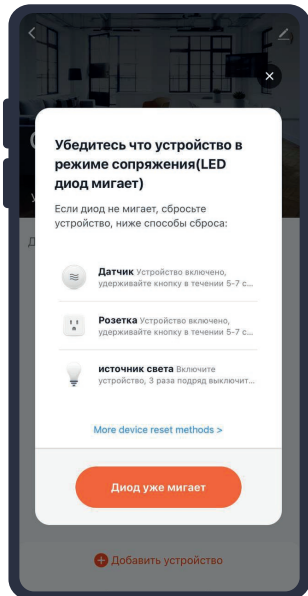 Убедитесь что устройство в
режиме сопряжения(LED
диод мигает)
Если диод не мигает, сбросьте
устройство, ниже способы сброса:
Датчик Устройство включено,
удерживайте кнопку в течении 5-7 с...
Розетка Устройство включено,
удерживайте кнопку в течении 5-7 с...
источник света Включите
устройство, 3 раза подряд выключит...
More device reset methods >
Диод уже мигает
Добавить устройство